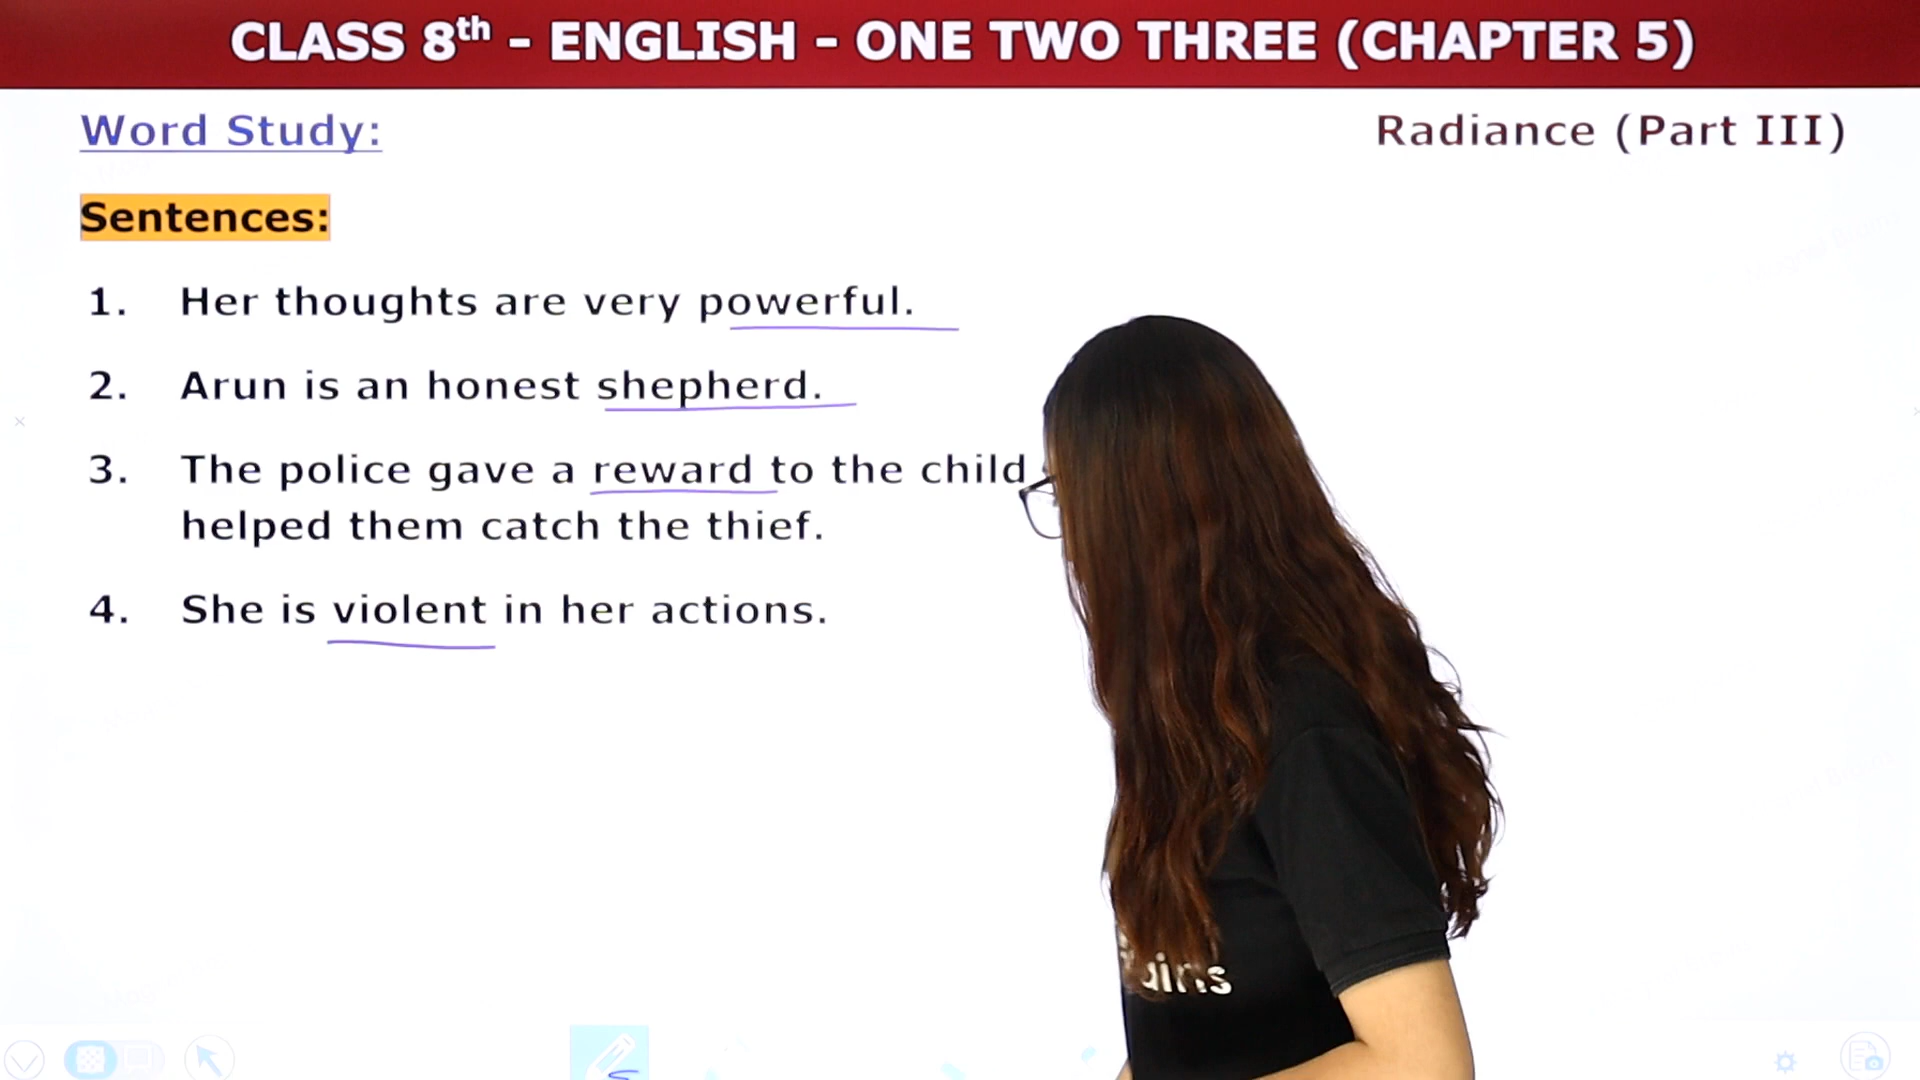 CLASS 8th - ENGLISH - ONE TWO THREE (CHAPTER 5)
Word Study:
Radiance (Part III)
Sentences:
1. Her thoughts are very powerful.
2. Arun is an honest shepherd.
3. The police gave a reward to the child
helped them catch the thief.
4. She is violent in her actions.